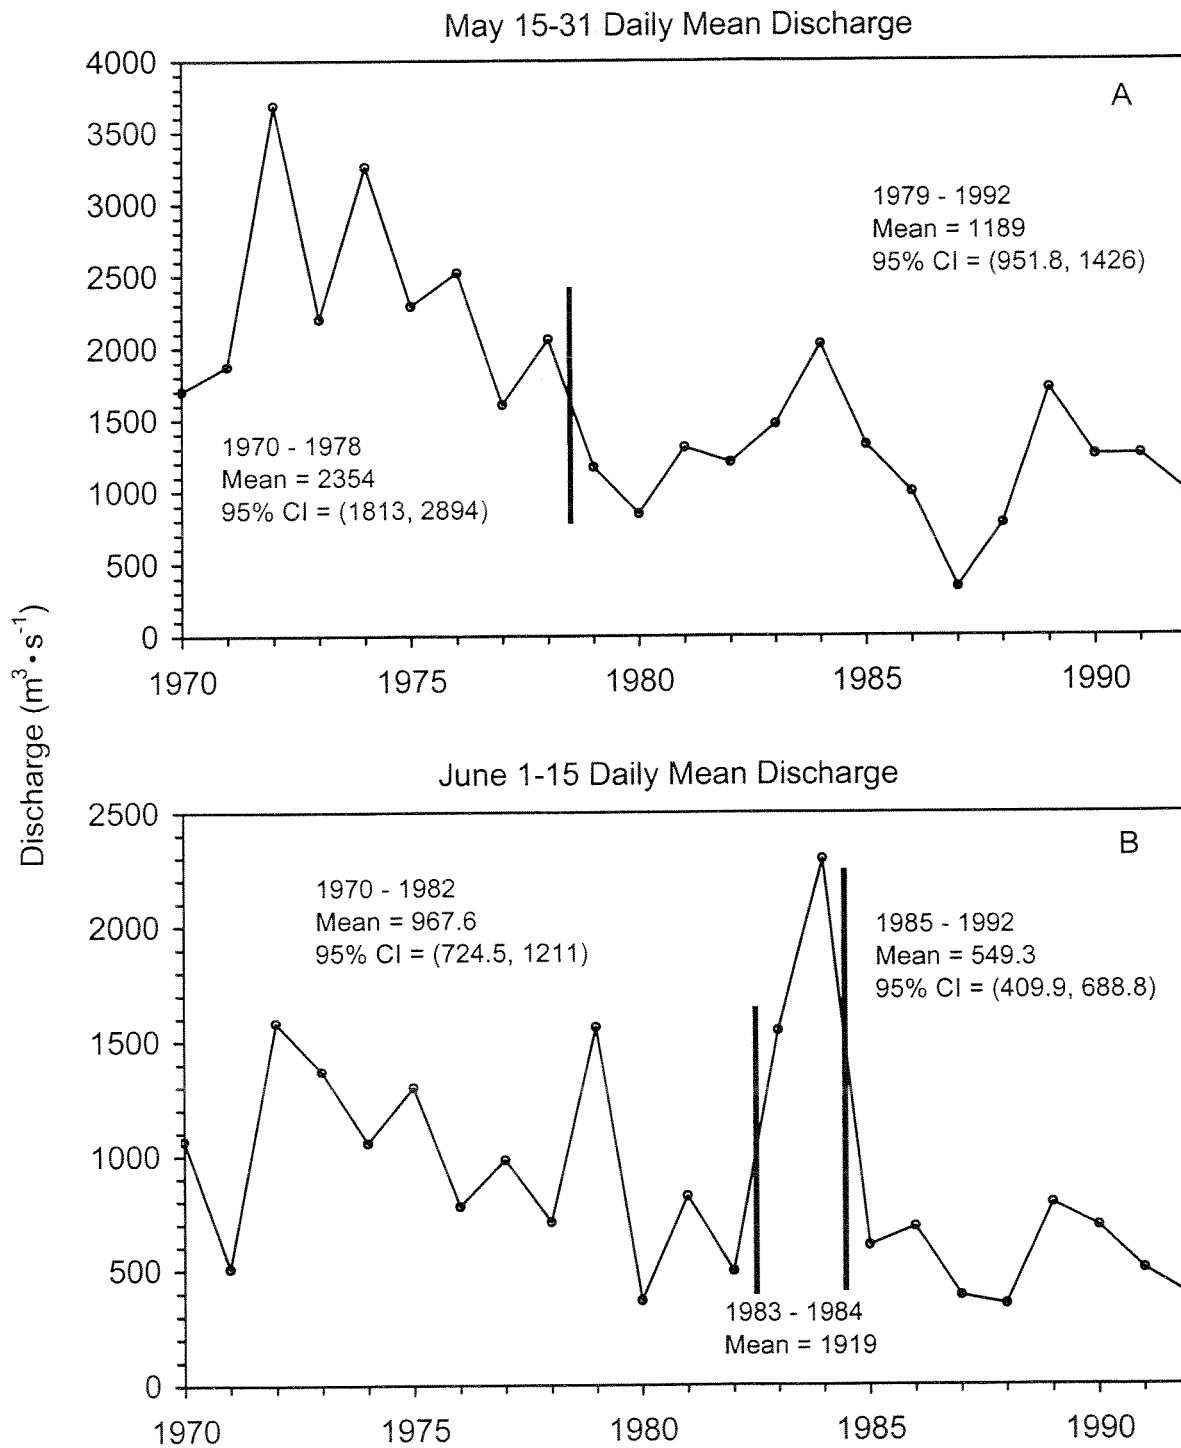 May 15-31 Daily Mean Discharge
A
4000
3500
3000
2500
2000
1500
1000
500
0
1979 - 1992
Mean = 1189
95% CI = (951.8, 1426)
1970 - 1978
Mean = 2354
95% CI = (1813, 2894)
1970 1975 1980 1985 1990
Discharge (m³•s⁻¹)
June 1-15 Daily Mean Discharge
B
2500
2000
1500
1000
500
0
1970 - 1982
Mean = 967.6
95% CI = (724.5, 1211)
1985 - 1992
Mean = 549.3
95% CI = (409.9, 688.8)
1983 - 1984
Mean = 1919
1970 1975 1980 1985 1990